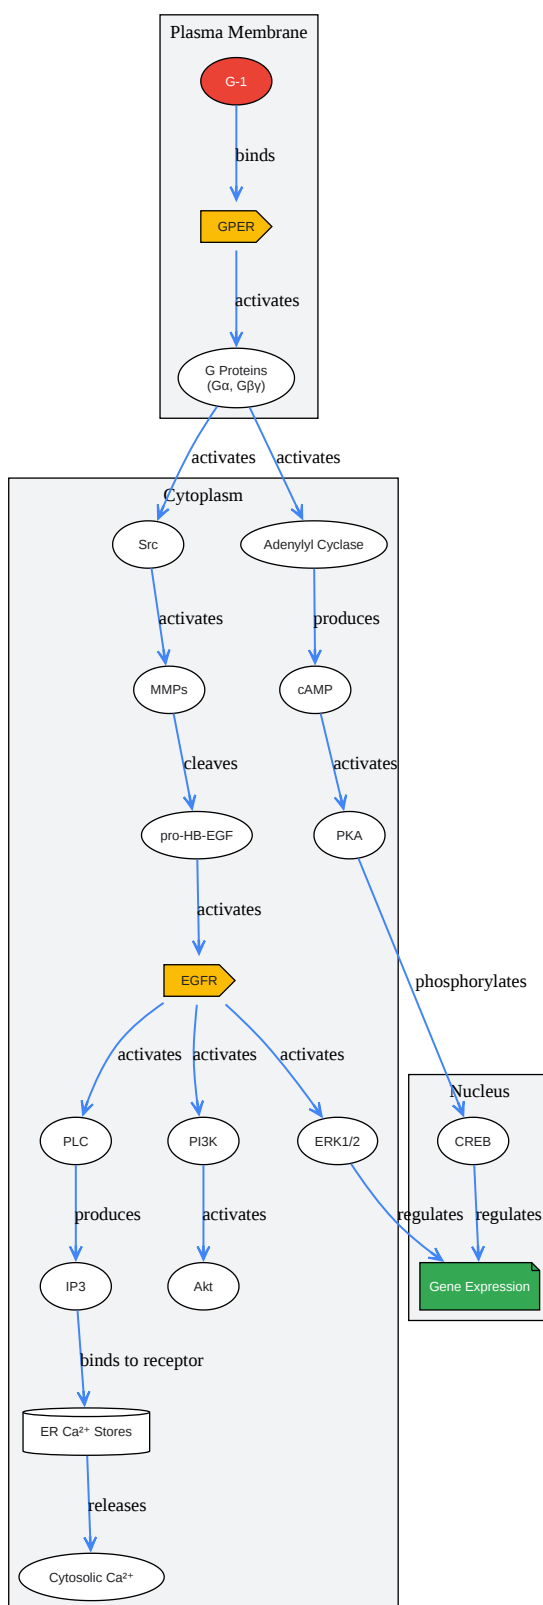 Plasma Membrane
G-1
binds
GPER
activates
G Proteins
(Gα, Gβγ)
activates
activates
Cytoplasm
Src
Adenylyl Cyclase
activates
produces
MMPs
cAMP
cleaves
activates
pro-HB-EGF
PKA
activates
EGFR
phosphorylates
activates
activates
activates
Nucleus
PLC
PI3K
ERK1/2
CREB
produces
activates
regulates
regulates
IP3
Akt
Gene Expression
binds to receptor
ER Ca²⁺ Stores
releases
Cytosolic Ca²⁺